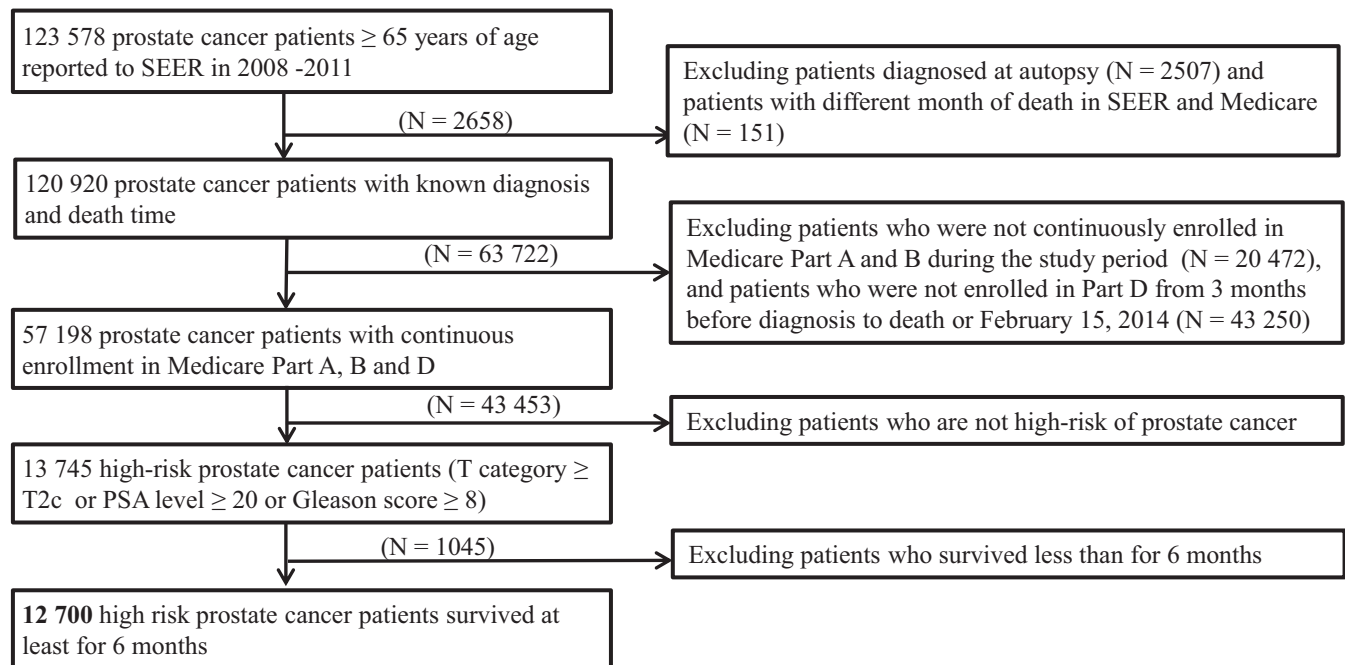 123 578 prostate cancer patients ≥ 65 years of age
reported to SEER in 2008 -2011
(N = 2658)
Excluding patients diagnosed at autopsy (N = 2507) and
patients with different month of death in SEER and Medicare
(N = 151)
120 920 prostate cancer patients with known diagnosis
and death time
(N = 63 722)
Excluding patients who were not continuously enrolled in
Medicare Part A and B during the study period (N = 20 472),
and patients who were not enrolled in Part D from 3 months
before diagnosis to death or February 15, 2014 (N = 43 250)
57 198 prostate cancer patients with continuous
enrollment in Medicare Part A, B and D
(N = 43 453)
Excluding patients who are not high-risk of prostate cancer
13 745 high-risk prostate cancer patients (T category ≥
T2c or PSA level ≥ 20 or Gleason score ≥ 8)
(N = 1045)
Excluding patients who survived less than for 6 months
12 700 high risk prostate cancer patients survived at
least for 6 months